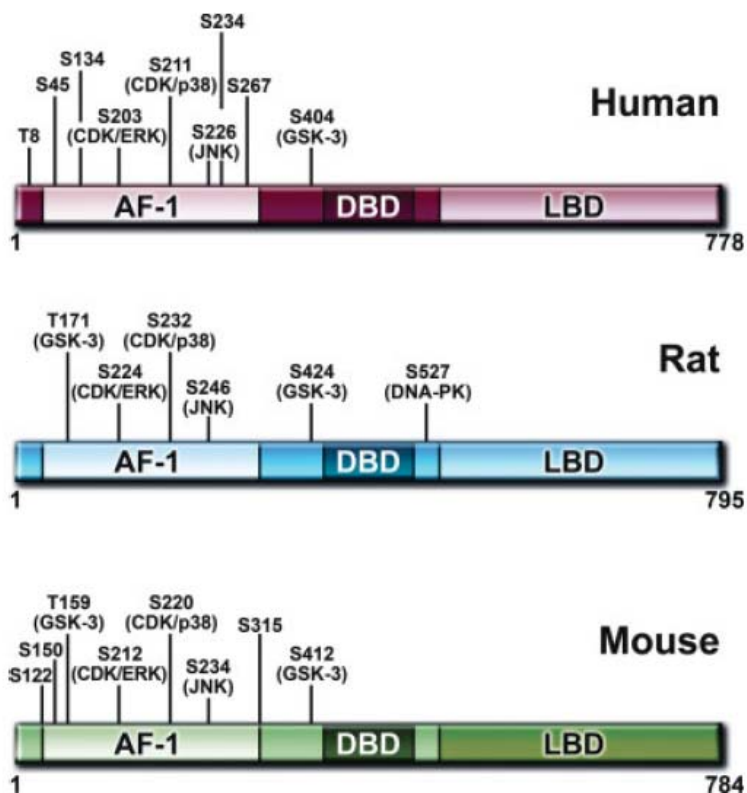 S234
S134
S211
(CDK/p38)
S45
S267
S203
(CDK/ERK)
S404
(GSK-3)
T8
S226
(JNK)
Human
AF-1
DBD
LBD
1
778
T171
(GSK-3)
S232
(CDK/p38)
Rat
S224
(CDK/ERK)
S246
(JNK)
S424
(GSK-3)
S527
(DNA-PK)
AF-1
DBD
LBD
1
795
T159
(GSK-3)
S220
(CDK/p38)
S315
Mouse
S150
S122
S212
(CDK/ERK)
S234
(JNK)
S412
(GSK-3)
AF-1
DBD
LBD
1
784